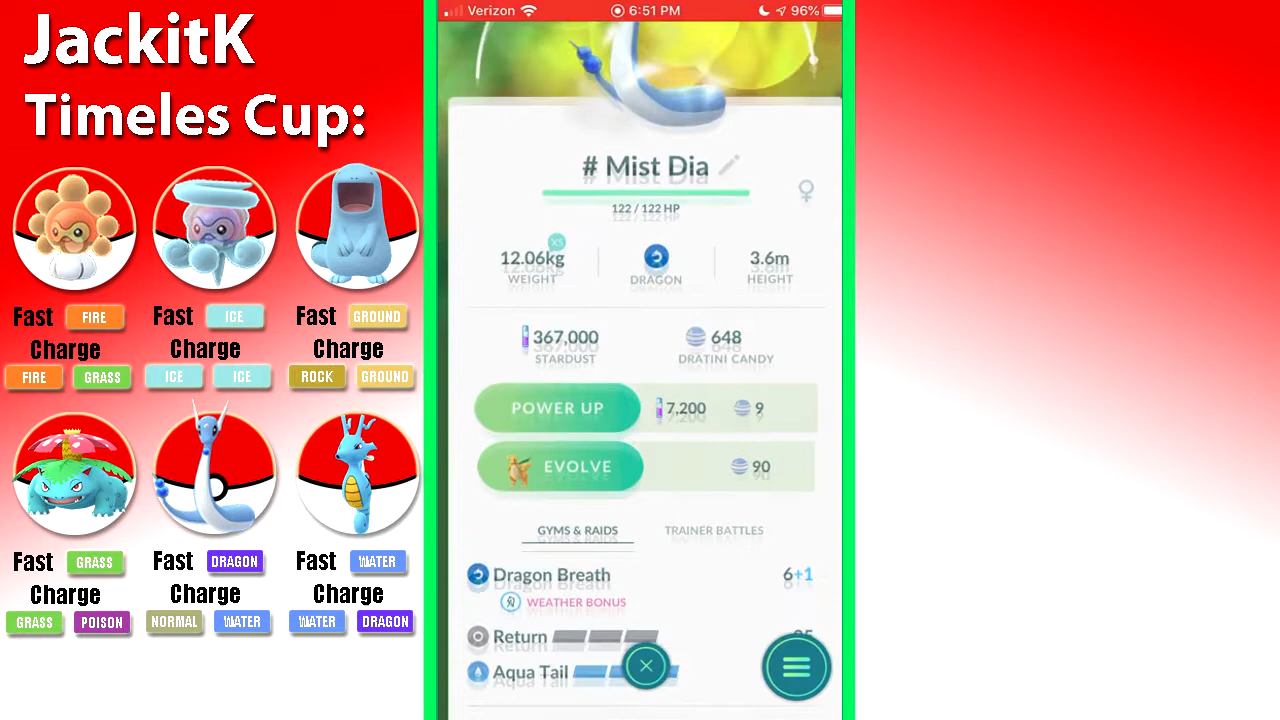 JackitK
Timeles Cup:
Fast FIRE
Charge
FIRE GRASS
Fast ICE
Charge
ICE ICE
Fast GROUND
Charge
ROCK GROUND
Fast GRASS
Charge
GRASS POISON
Fast DRAGON
Charge
NORMAL WATER
Fast WATER
Charge
WATER DRAGON
Verizon 6:51 PM 96%
# Mist Dia
122 / 122 HP
XS
12.06kg 3.6m
WEIGHT DRAGON HEIGHT
367,000 648
STARDUST DRATINI CANDY
POWER UP 7,200 9
EVOLVE 90
GYMS & RAIDS TRAINER BATTLES
Dragon Breath 6+1
WEATHER BONUS
Return
Aqua Tail